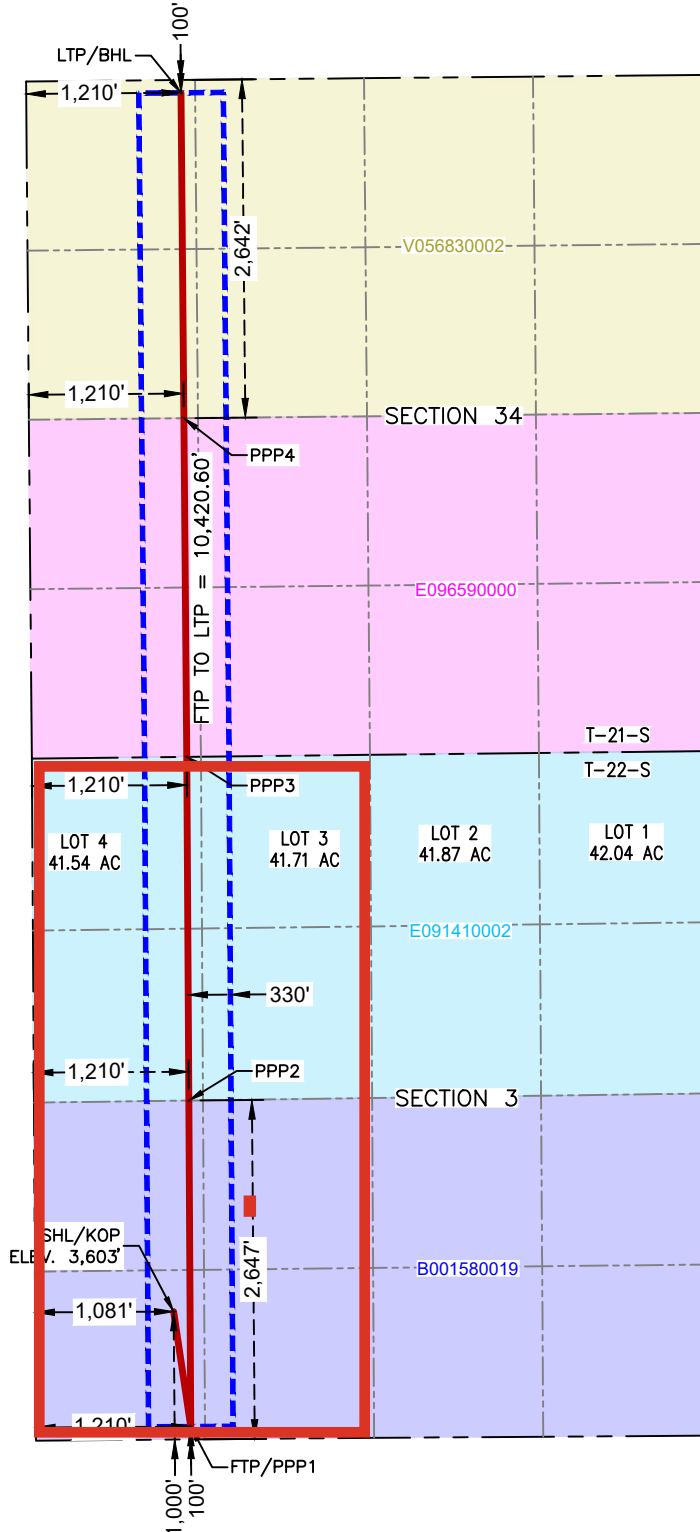 100'
LTP/BHL
1,210'
2,642'
V056830002
1,210'
SECTION 34
PPP4
FTP TO LTP = 10,420.60'
E096590000
T-21-S
T-22-S
1,210'
PPP3
LOT 4
41.54 AC
LOT 3
41.71 AC
LOT 2
41.87 AC
LOT 1
42.04 AC
E091410002
330'
1,210'
PPP2
SECTION 3
SHL/KOP
ELEV. 3,603'
2,647'
B001580019
1,081'
1,210'
FTP/PPP1
1,000'
100'